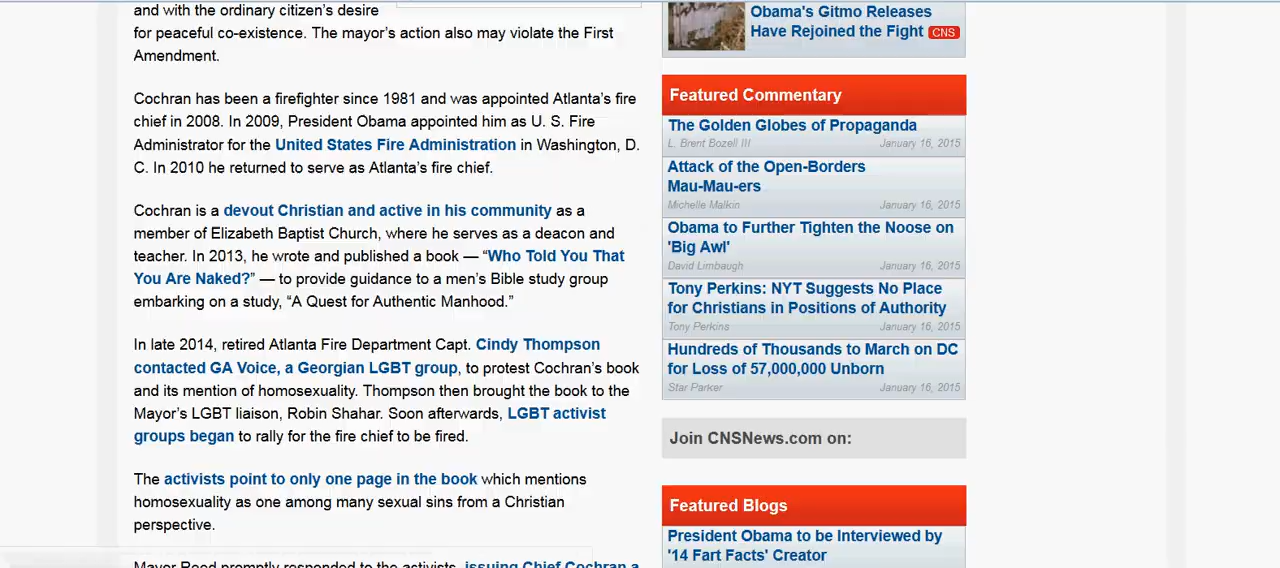 and with the ordinary citizen's desire
for peaceful co-existence. The mayor's action also may violate the First
Amendment.
Cochran has been a firefighter since 1981 and was appointed Atlanta's fire
chief in 2008. In 2009, President Obama appointed him as U. S. Fire
Administrator for the United States Fire Administration in Washington, D.
C. In 2010 he returned to serve as Atlanta's fire chief.
Cochran is a devout Christian and active in his community as a
member of Elizabeth Baptist Church, where he serves as a deacon and
teacher. In 2013, he wrote and published a book — “Who Told You That
You Are Naked?” — to provide guidance to a men's Bible study group
embarking on a study, “A Quest for Authentic Manhood.”
In late 2014, retired Atlanta Fire Department Capt. Cindy Thompson
contacted GA Voice, a Georgian LGBT group, to protest Cochran's book
and its mention of homosexuality. Thompson then brought the book to the
Mayor's LGBT liaison, Robin Shahar. Soon afterwards, LGBT activist
groups began to rally for the fire chief to be fired.
The activists point to only one page in the book which mentions
homosexuality as one among many sexual sins from a Christian
perspective.
Mayor Reed promptly responded to the activists, issuing Chief Cochran a
Obama's Gitmo Releases
Have Rejoined the Fight CNS
Featured Commentary
The Golden Globes of Propaganda
L. Brent Bozell III January 16, 2015
Attack of the Open-Borders
Mau-Mau-ers
Michelle Malkin January 16, 2015
Obama to Further Tighten the Noose on
'Big Awl'
David Limbaugh January 16, 2015
Tony Perkins: NYT Suggests No Place
for Christians in Positions of Authority
Tony Perkins January 16, 2015
Hundreds of Thousands to March on DC
for Loss of 57,000,000 Unborn
Star Parker January 16, 2015
Join CNSNews.com on:
Featured Blogs
President Obama to be Interviewed by
'14 Fart Facts' Creator